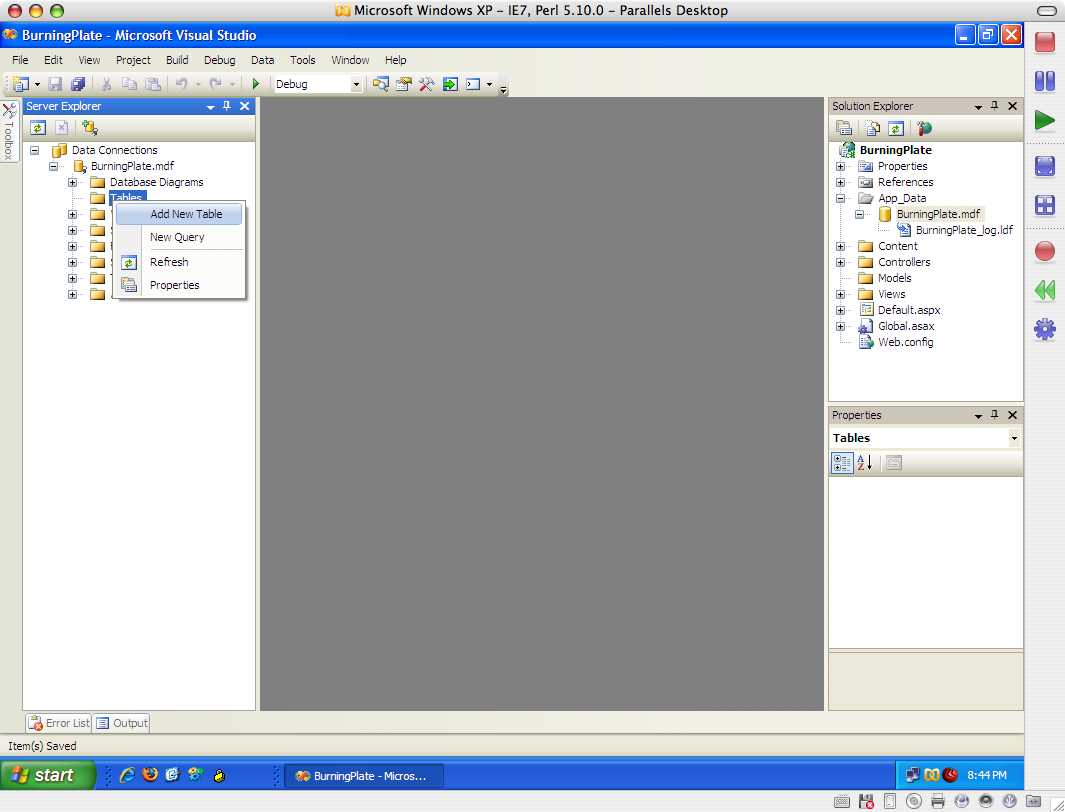 Microsoft Windows XP – IE7, Perl 5.10.0 – Parallels Desktop
BurningPlate - Microsoft Visual Studio
File Edit View Project Build Debug Data Tools Window Help
Debug
Toolbox
Server Explorer
Data Connections
BurningPlate.mdf
Database Diagrams
Tables
Add New Table
New Query
Refresh
Properties
Solution Explorer
BurningPlate
Properties
References
App_Data
BurningPlate.mdf
BurningPlate_log.ldf
Content
Controllers
Models
Views
Default.aspx
Global.asax
Web.config
Properties
Tables
Error List Output
Item(s) Saved
start BurningPlate - Micros... 8:44 PM